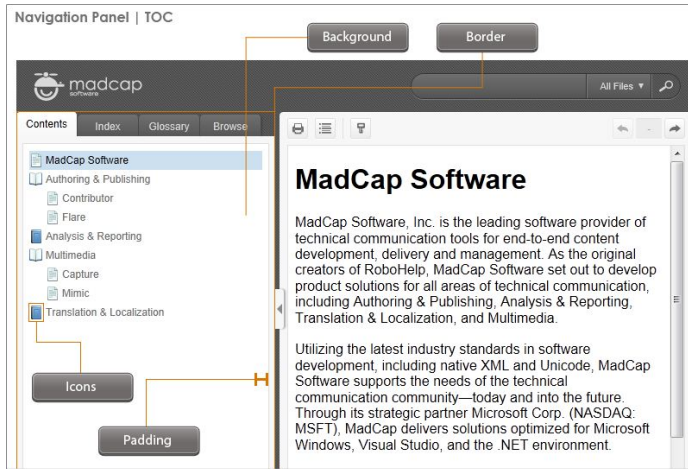 Navigation Panel | TOC
Background
Border
madcap
software
All Files
Contents
Index
Glossary
Browse
MadCap Software
Authoring & Publishing
Contributor
Flare
Analysis & Reporting
Multimedia
Capture
Mimic
Translation & Localization
Icons
Padding
MadCap Software
MadCap Software, Inc. is the leading software provider of
technical communication tools for end-to-end content
development, delivery and management. As the original
creators of RoboHelp, MadCap Software set out to develop
product solutions for all areas of technical communication,
including Authoring & Publishing, Analysis & Reporting,
Translation & Localization, and Multimedia.
Utilizing the latest industry standards in software
development, including native XML and Unicode, MadCap
Software supports the needs of the technical
communication community—today and into the future.
Through its strategic partner Microsoft Corp. (NASDAQ:
MSFT), MadCap delivers solutions optimized for Microsoft
Windows, Visual Studio, and the .NET environment.